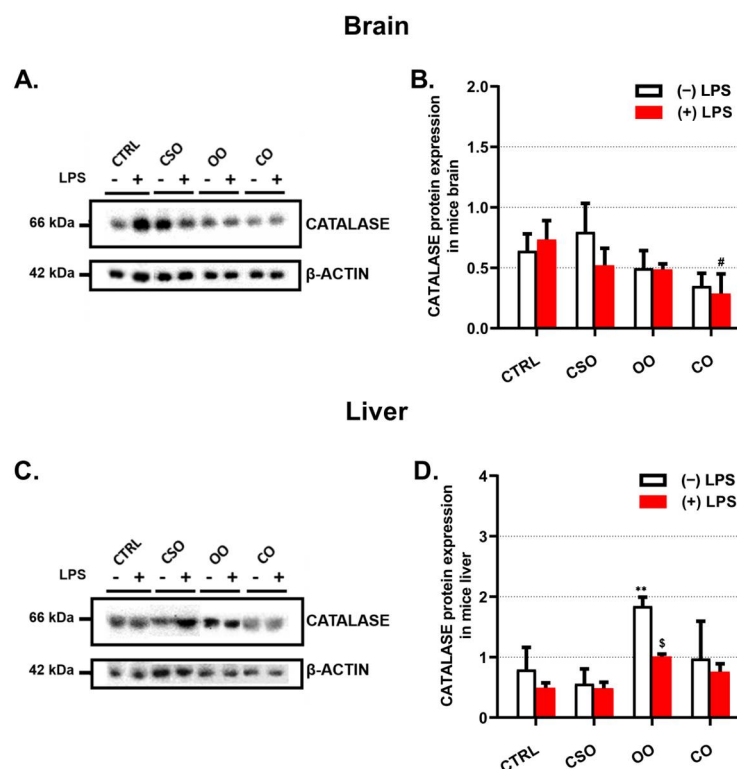 Brain
A.
CTRL CSO OO CO
LPS - + - + - + - +
66 kDa CATALASE
42 kDa β-ACTIN
B.
CATALASE protein expression
in mice brain
2.0
1.5
1.0
0.5
0.0
(−) LPS
(+) LPS
#
CTRL CSO OO CO
Liver
C.
CTRL CSO OO CO
LPS - + - + - + - +
66 kDa CATALASE
42 kDa β-ACTIN
D.
CATALASE protein expression
in mice liver
4
3
2
1
0
(−) LPS
(+) LPS
**
$
CTRL CSO OO CO